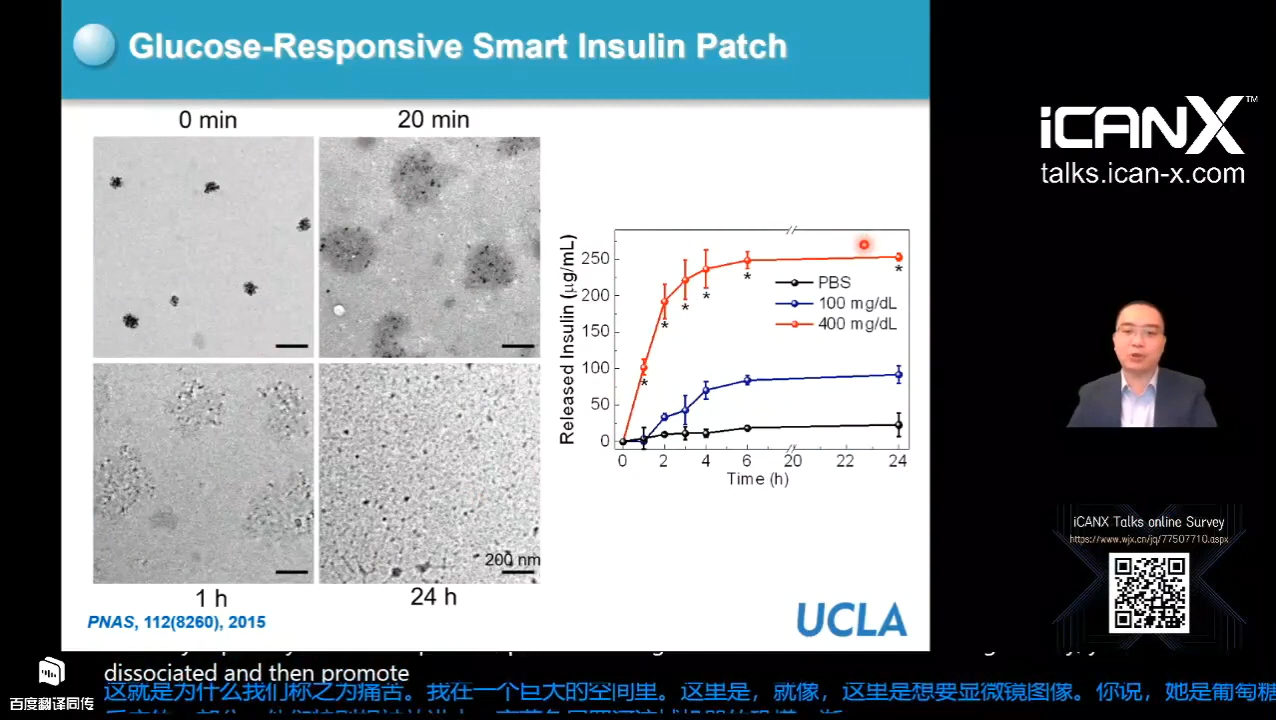 Glucose-Responsive Smart Insulin Patch
0 min
20 min
1 h
24 h
200 nm
Released Insulin (µg/mL)
250
200
150
100
50
0
PBS
100 mg/dL
400 mg/dL
*
*
*
*
*
*
0 2 4 6 20 22 24
Time (h)
PNAS, 112(8260), 2015
UCLA
iCANX™
talks.ican-x.com
iCANX Talks online Survey
https://www.wjx.cn/jq/77507710.aspx
dissociated and then promote
百度翻译同传
这就是为什么我们称之为痛苦。我在一个巨大的空间里。这里是，就像，这里是想要显微镜图像。你说，她是葡萄糖